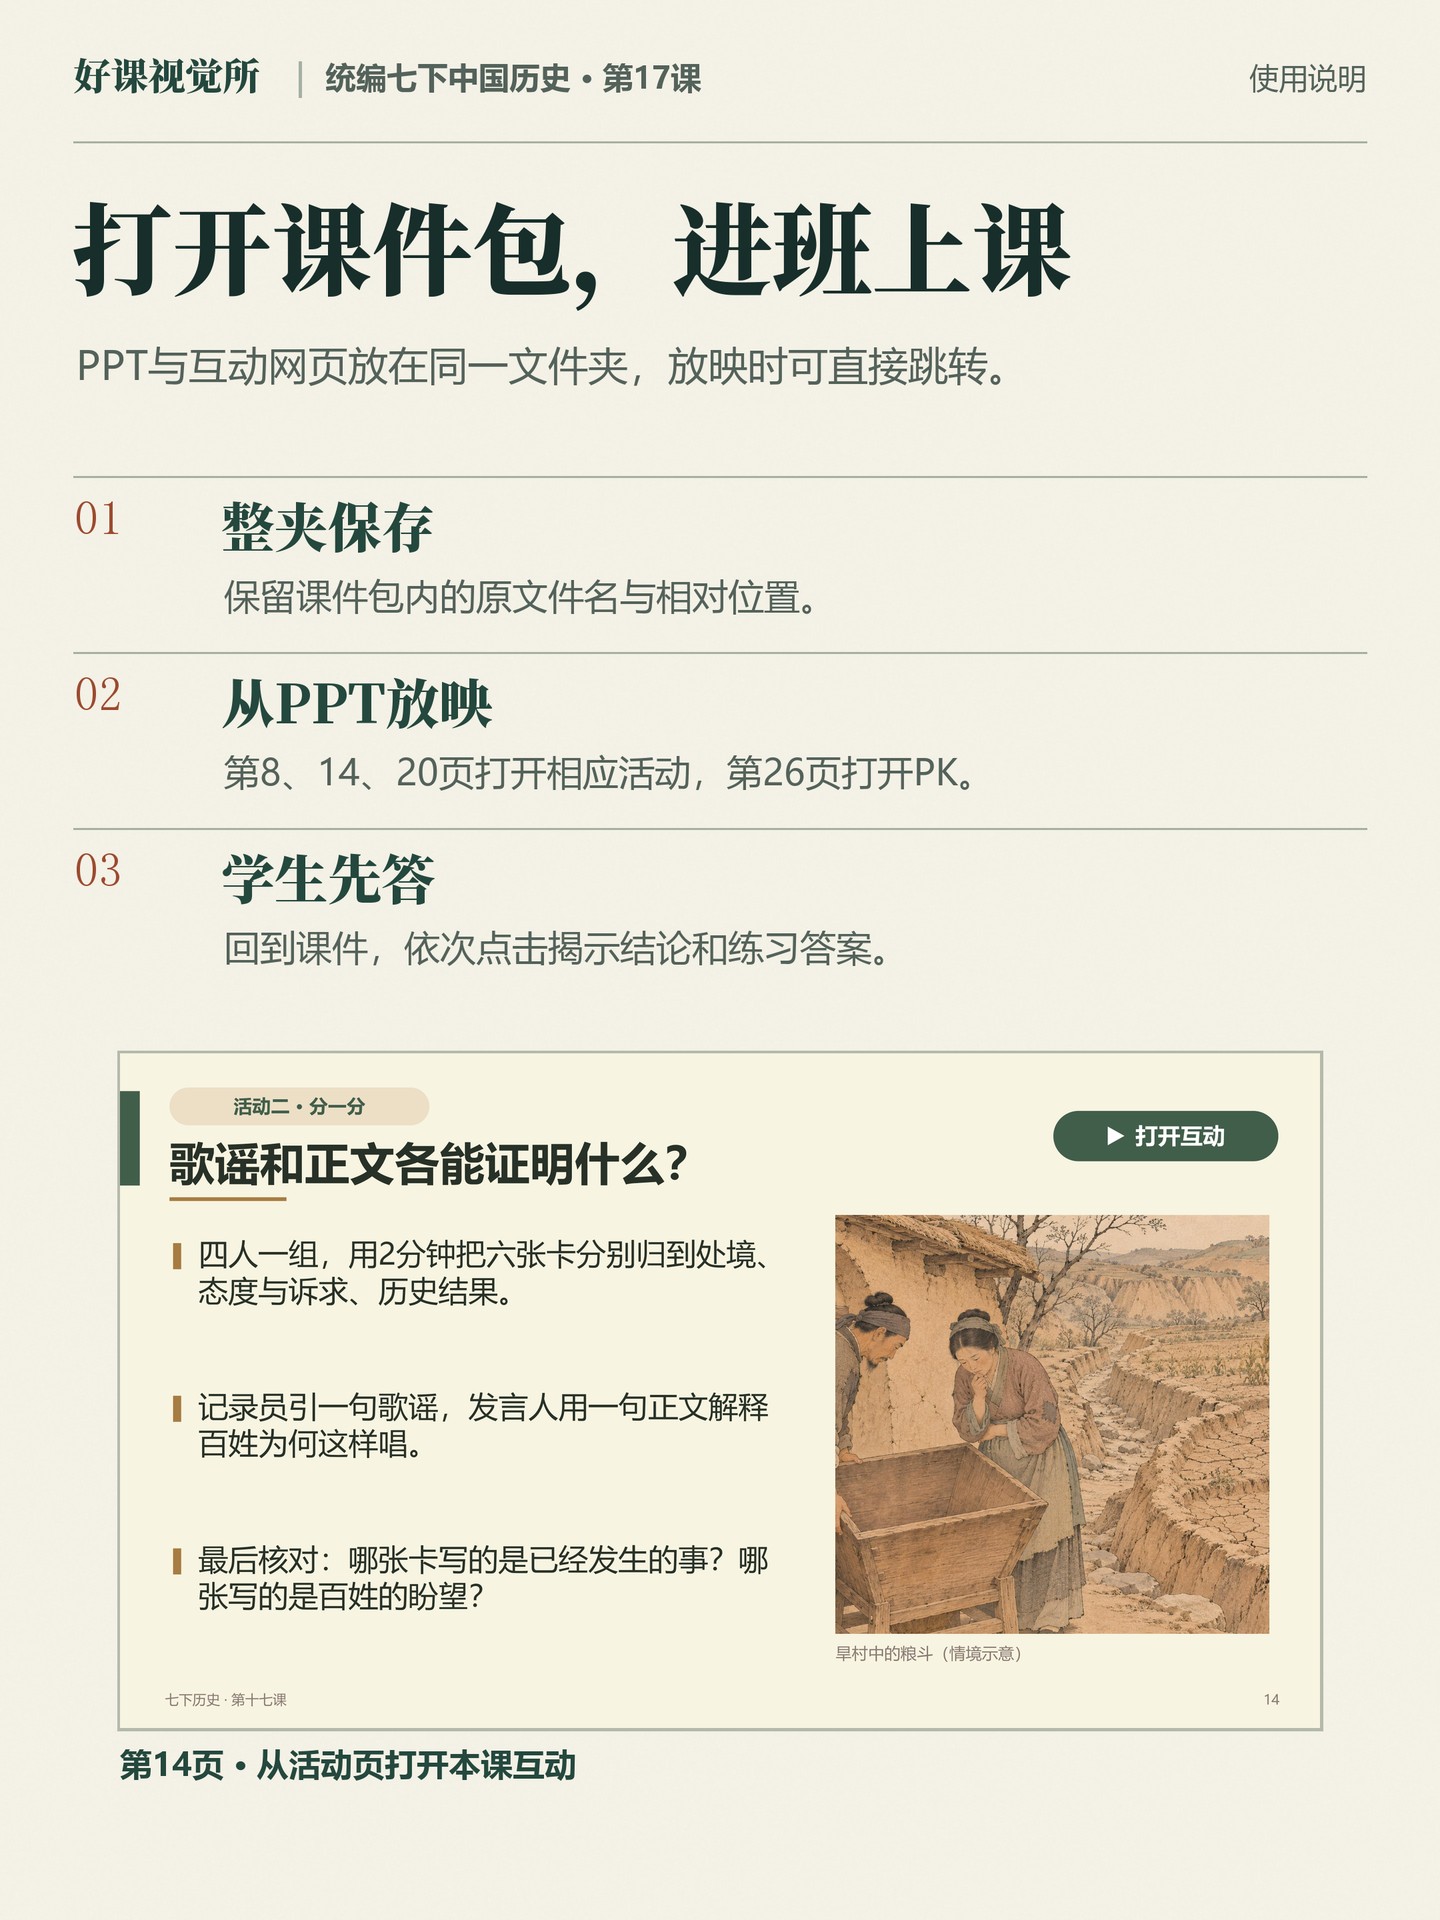 好课视觉所 | 统编七下中国历史·第17课
使用说明
打开课件包，进班上课
PPT与互动网页放在同一文件夹，放映时可直接跳转。
01
整夹保存
保留课件包内的原文件名与相对位置。
02
从PPT放映
第8、14、20页打开相应活动，第26页打开PK。
03
学生先答
回到课件，依次点击揭示结论和练习答案。
活动二·分一分
▶ 打开互动
歌谣和正文各能证明什么？
四人一组，用2分钟把六张卡分别归到处境、
态度与诉求、历史结果。
记录员引一句歌谣，发言人用一句正文解释
百姓为何这样唱。
最后核对：哪张卡写的是已经发生的事？哪
张写的是百姓的盼望？
旱村中的粮斗（情境示意）
七下历史·第十七课
14
第14页·从活动页打开本课互动